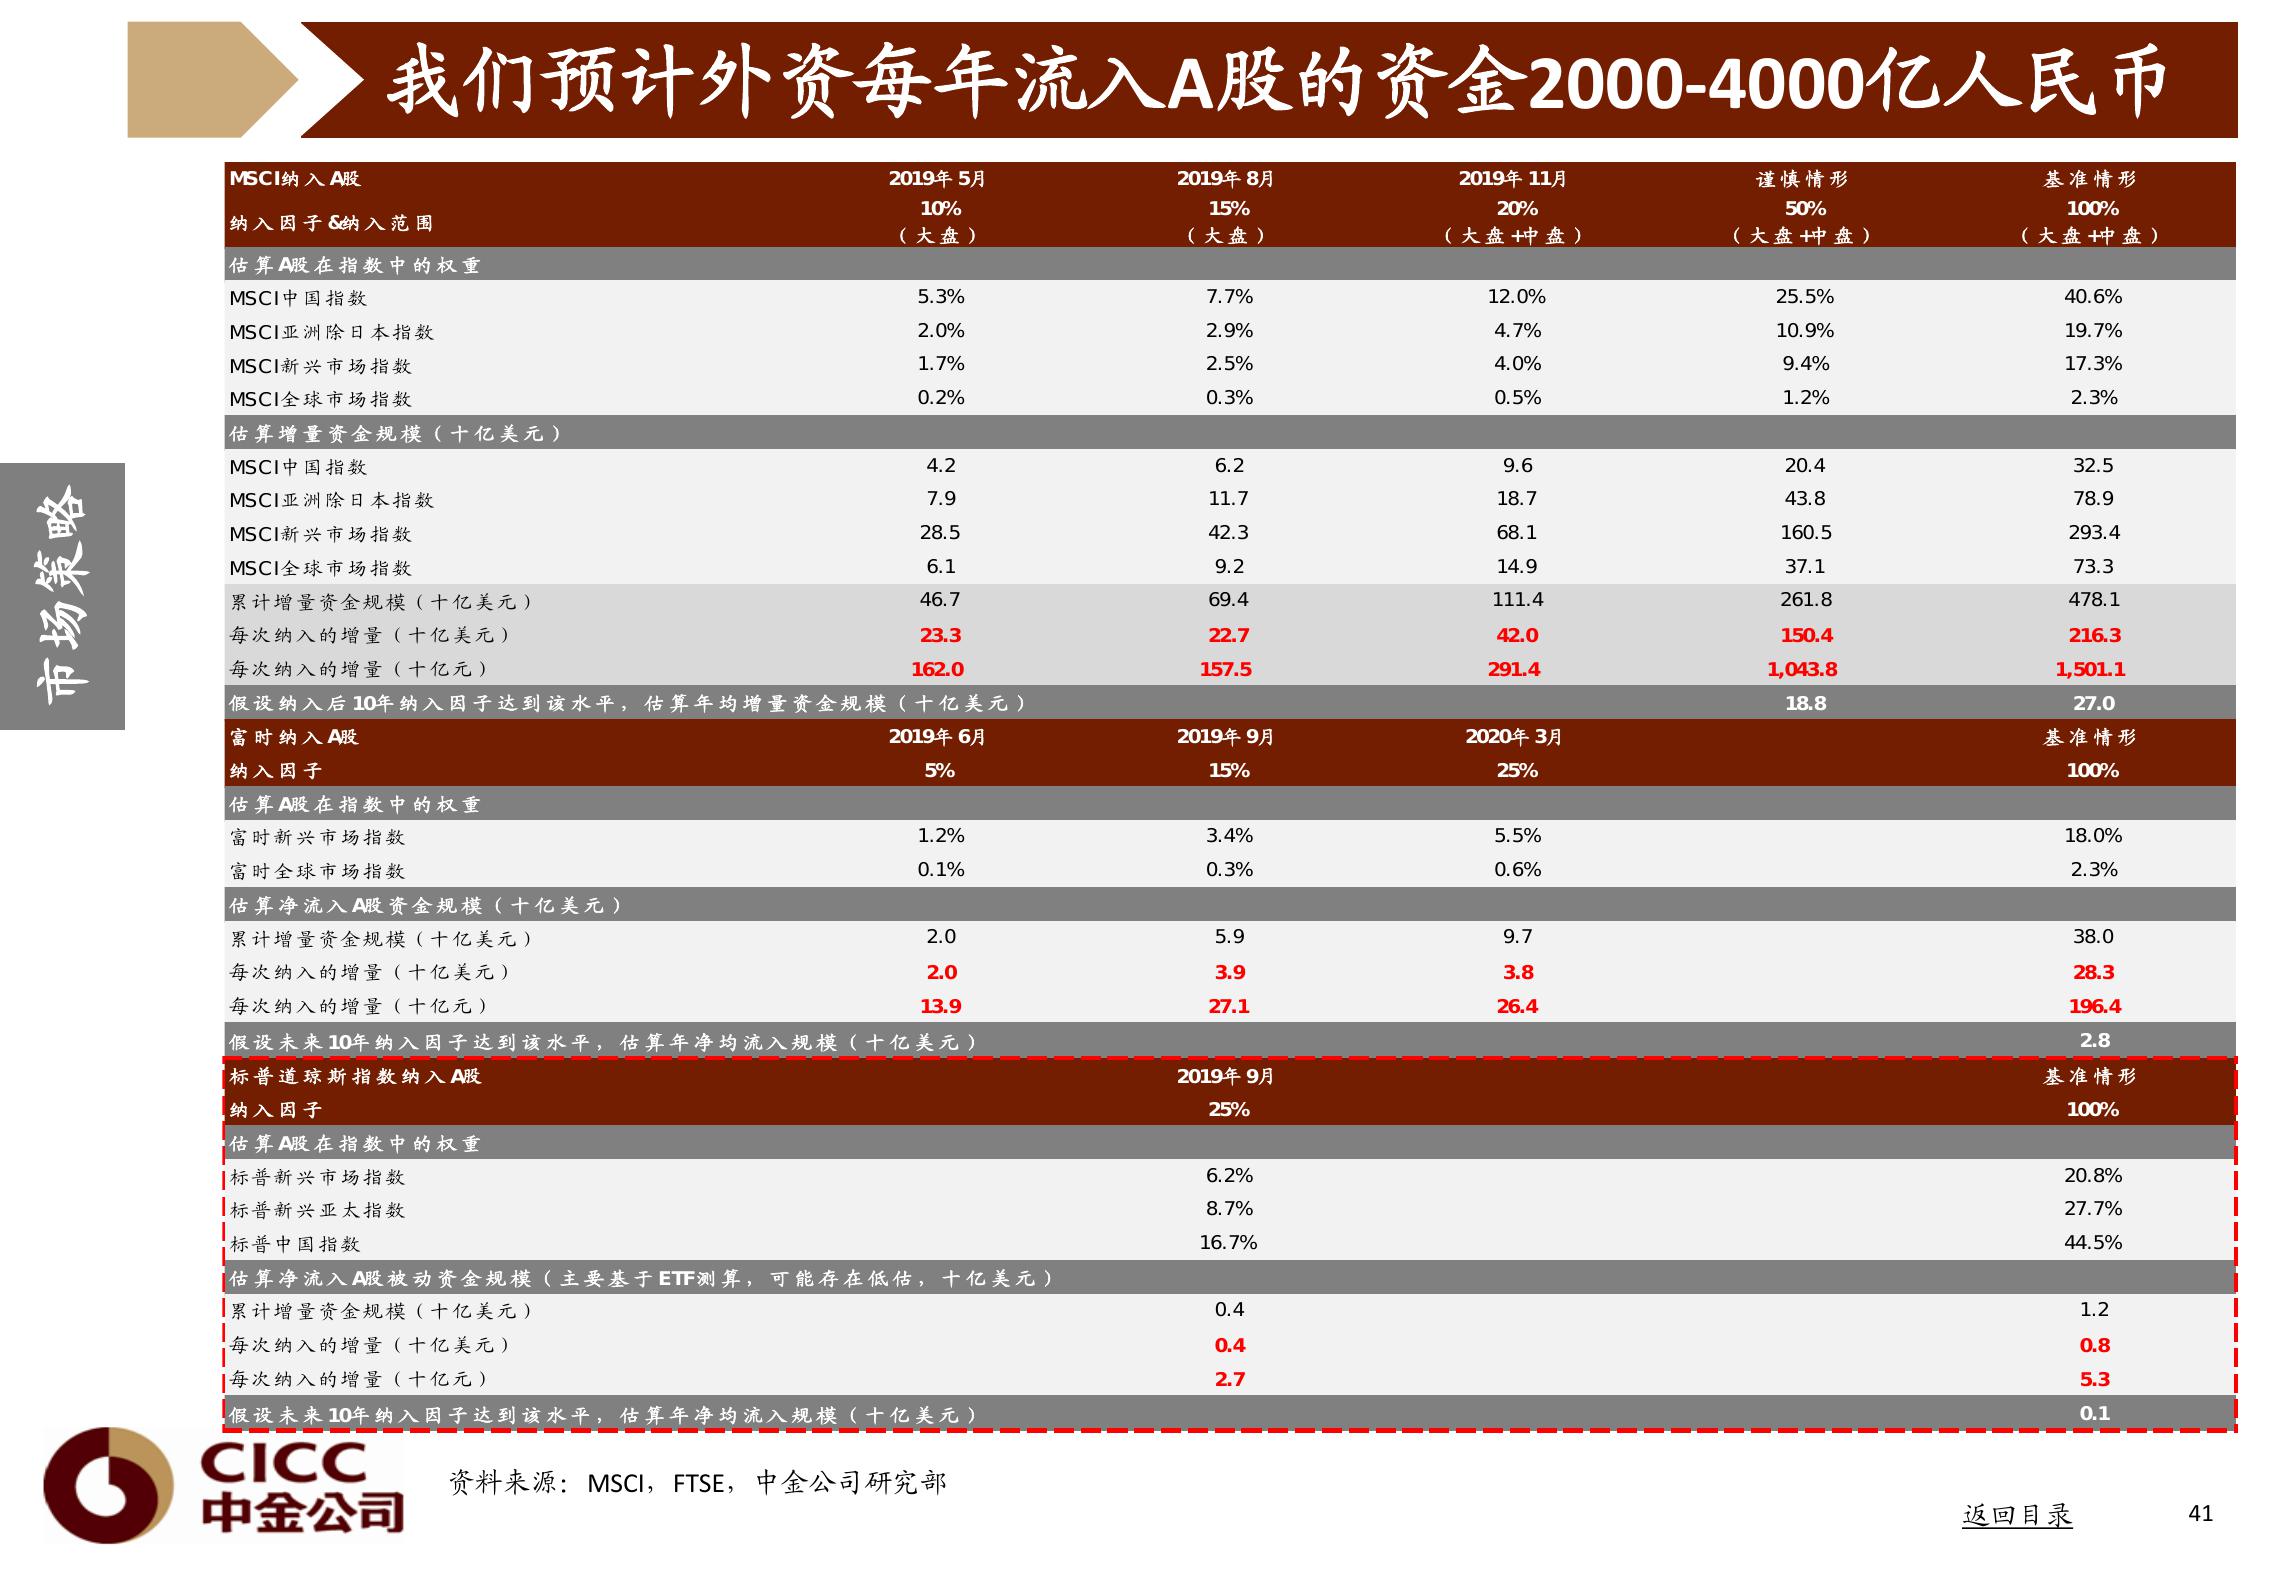 我们预计外资每年流入A股的资金2000-4000亿人民币
市场策略
MSCI纳入A股 2019年5月 2019年8月 2019年11月 谨慎情形 基准情形
纳入因子&纳入范围 10% 15% 20% 50% 100%
（大盘） （大盘） （大盘+中盘） （大盘+中盘） （大盘+中盘）
估算A股在指数中的权重
MSCI中国指数 5.3% 7.7% 12.0% 25.5% 40.6%
MSCI亚洲除日本指数 2.0% 2.9% 4.7% 10.9% 19.7%
MSCI新兴市场指数 1.7% 2.5% 4.0% 9.4% 17.3%
MSCI全球市场指数 0.2% 0.3% 0.5% 1.2% 2.3%
估算增量资金规模（十亿美元）
MSCI中国指数 4.2 6.2 9.6 20.4 32.5
MSCI亚洲除日本指数 7.9 11.7 18.7 43.8 78.9
MSCI新兴市场指数 28.5 42.3 68.1 160.5 293.4
MSCI全球市场指数 6.1 9.2 14.9 37.1 73.3
累计增量资金规模（十亿美元） 46.7 69.4 111.4 261.8 478.1
每次纳入的增量（十亿美元） 23.3 22.7 42.0 150.4 216.3
每次纳入的增量（十亿元） 162.0 157.5 291.4 1,043.8 1,501.1
假设纳入后10年纳入因子达到该水平，估算年均增量资金规模（十亿美元） 18.8 27.0
富时纳入A股 2019年6月 2019年9月 2020年3月 基准情形
纳入因子 5% 15% 25% 100%
估算A股在指数中的权重
富时新兴市场指数 1.2% 3.4% 5.5% 18.0%
富时全球市场指数 0.1% 0.3% 0.6% 2.3%
估算净流入A股资金规模（十亿美元）
累计增量资金规模（十亿美元） 2.0 5.9 9.7 38.0
每次纳入的增量（十亿美元） 2.0 3.9 3.8 28.3
每次纳入的增量（十亿元） 13.9 27.1 26.4 196.4
假设未来10年纳入因子达到该水平，估算年净均流入规模（十亿美元） 2.8
标普道琼斯指数纳入A股 2019年9月 基准情形
纳入因子 25% 100%
估算A股在指数中的权重
标普新兴市场指数 6.2% 20.8%
标普新兴亚太指数 8.7% 27.7%
标普中国指数 16.7% 44.5%
估算净流入A股被动资金规模（主要基于ETF测算，可能存在低估，十亿美元）
累计增量资金规模（十亿美元） 0.4 1.2
每次纳入的增量（十亿美元） 0.4 0.8
每次纳入的增量（十亿元） 2.7 5.3
假设未来10年纳入因子达到该水平，估算年净均流入规模（十亿美元） 0.1
CICC
中金公司
资料来源：MSCI，FTSE，中金公司研究部
返回目录 41